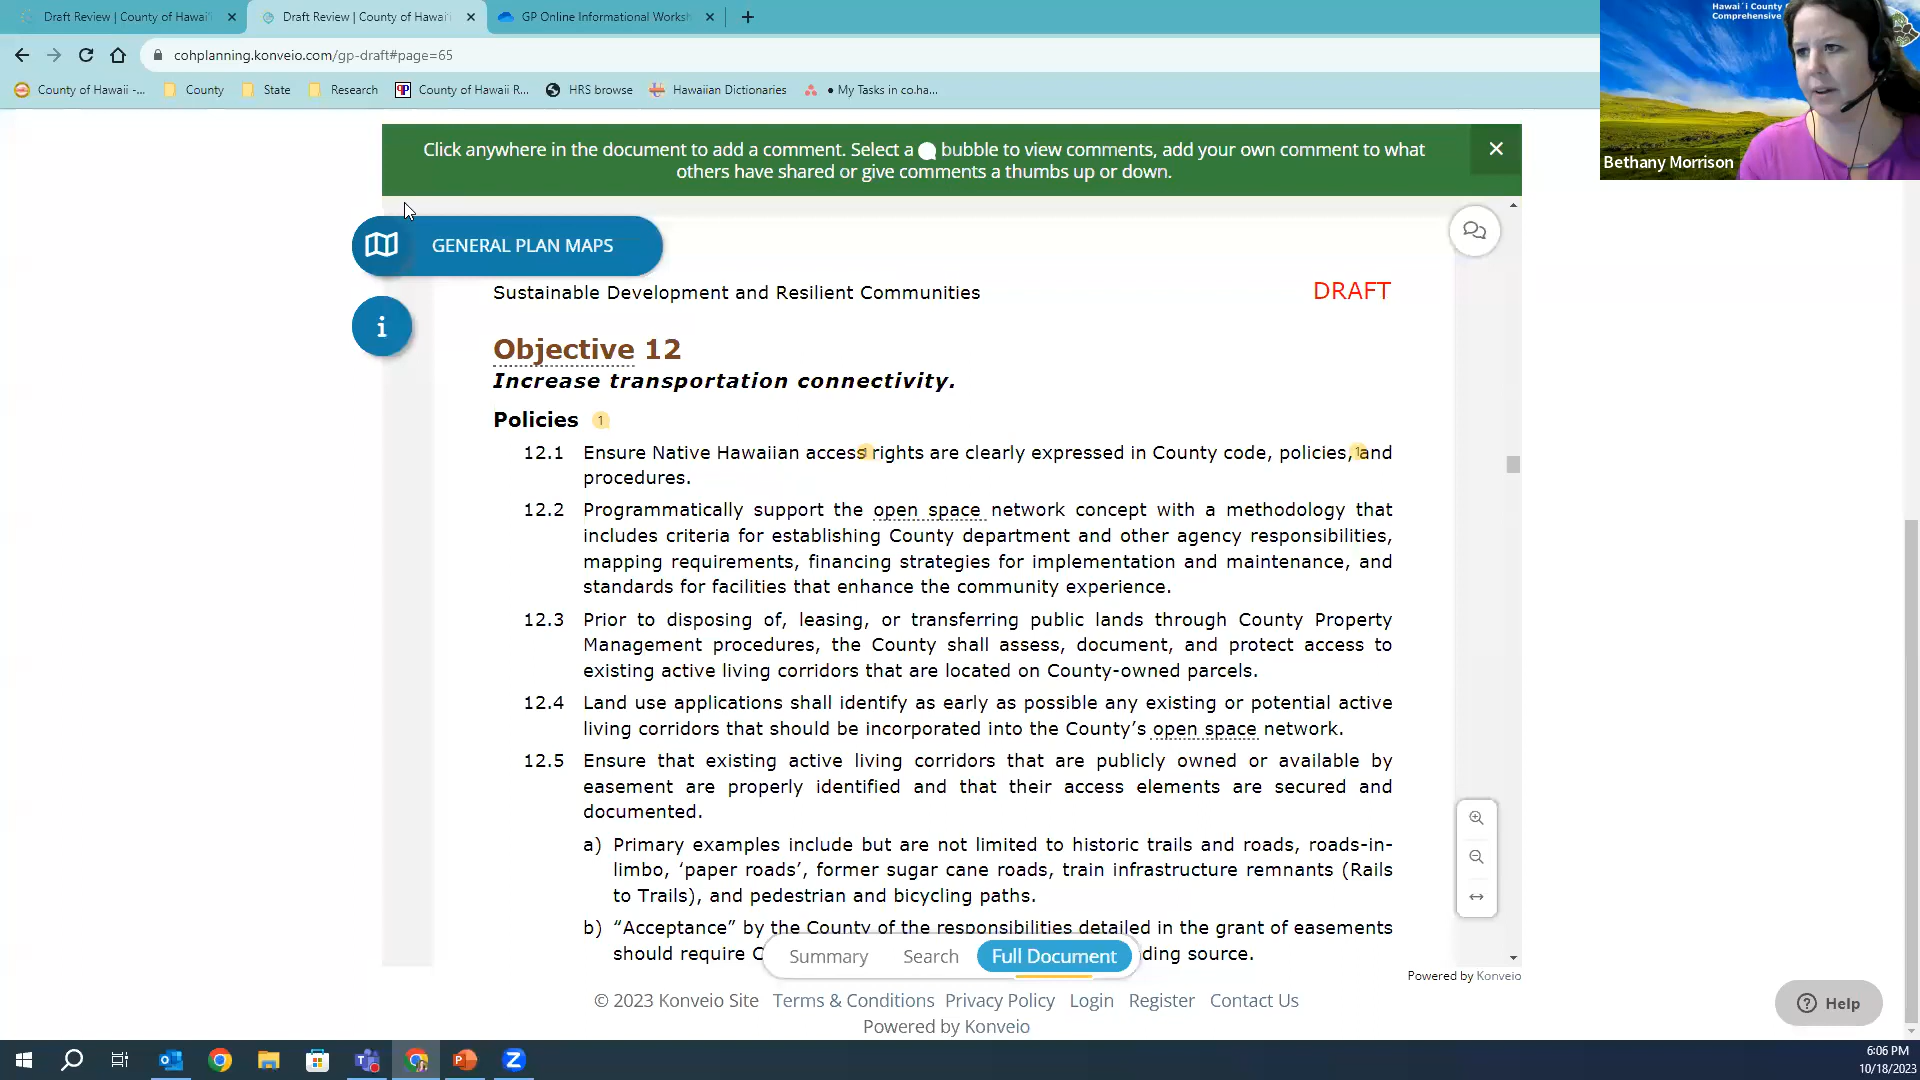 Draft Review | County of Hawai'i
Draft Review | County of Hawai'i
GP Online Informational Worksh
cohplanning.konveio.com/gp-draft#page=65
County of Hawaii -...
County
State
Research
County of Hawaii R...
HRS browse
Hawaiian Dictionaries
● My Tasks in co.ha...
Hawai´i County
Comprehensive
Bethany Morrison
Click anywhere in the document to add a comment. Select a bubble to view comments, add your own comment to what
others have shared or give comments a thumbs up or down.
GENERAL PLAN MAPS
Sustainable Development and Resilient Communities
DRAFT
Objective 12
Increase transportation connectivity.
Policies 1
12.1 Ensure Native Hawaiian access rights are clearly expressed in County code, policies, and
procedures.
12.2 Programmatically support the open space network concept with a methodology that
includes criteria for establishing County department and other agency responsibilities,
mapping requirements, financing strategies for implementation and maintenance, and
standards for facilities that enhance the community experience.
12.3 Prior to disposing of, leasing, or transferring public lands through County Property
Management procedures, the County shall assess, document, and protect access to
existing active living corridors that are located on County-owned parcels.
12.4 Land use applications shall identify as early as possible any existing or potential active
living corridors that should be incorporated into the County’s open space network.
12.5 Ensure that existing active living corridors that are publicly owned or available by
easement are properly identified and that their access elements are secured and
documented.
a) Primary examples include but are not limited to historic trails and roads, roads-in-
limbo, ‘paper roads’, former sugar cane roads, train infrastructure remnants (Rails
to Trails), and pedestrian and bicycling paths.
b) “Acceptance” by the County of the responsibilities detailed in the grant of easements
should require C
ding source.
Summary
Search
Full Document
Powered by Konveio
© 2023 Konveio Site
Terms & Conditions
Privacy Policy
Login
Register
Contact Us
Powered by Konveio
Help
6:06 PM
10/18/2023